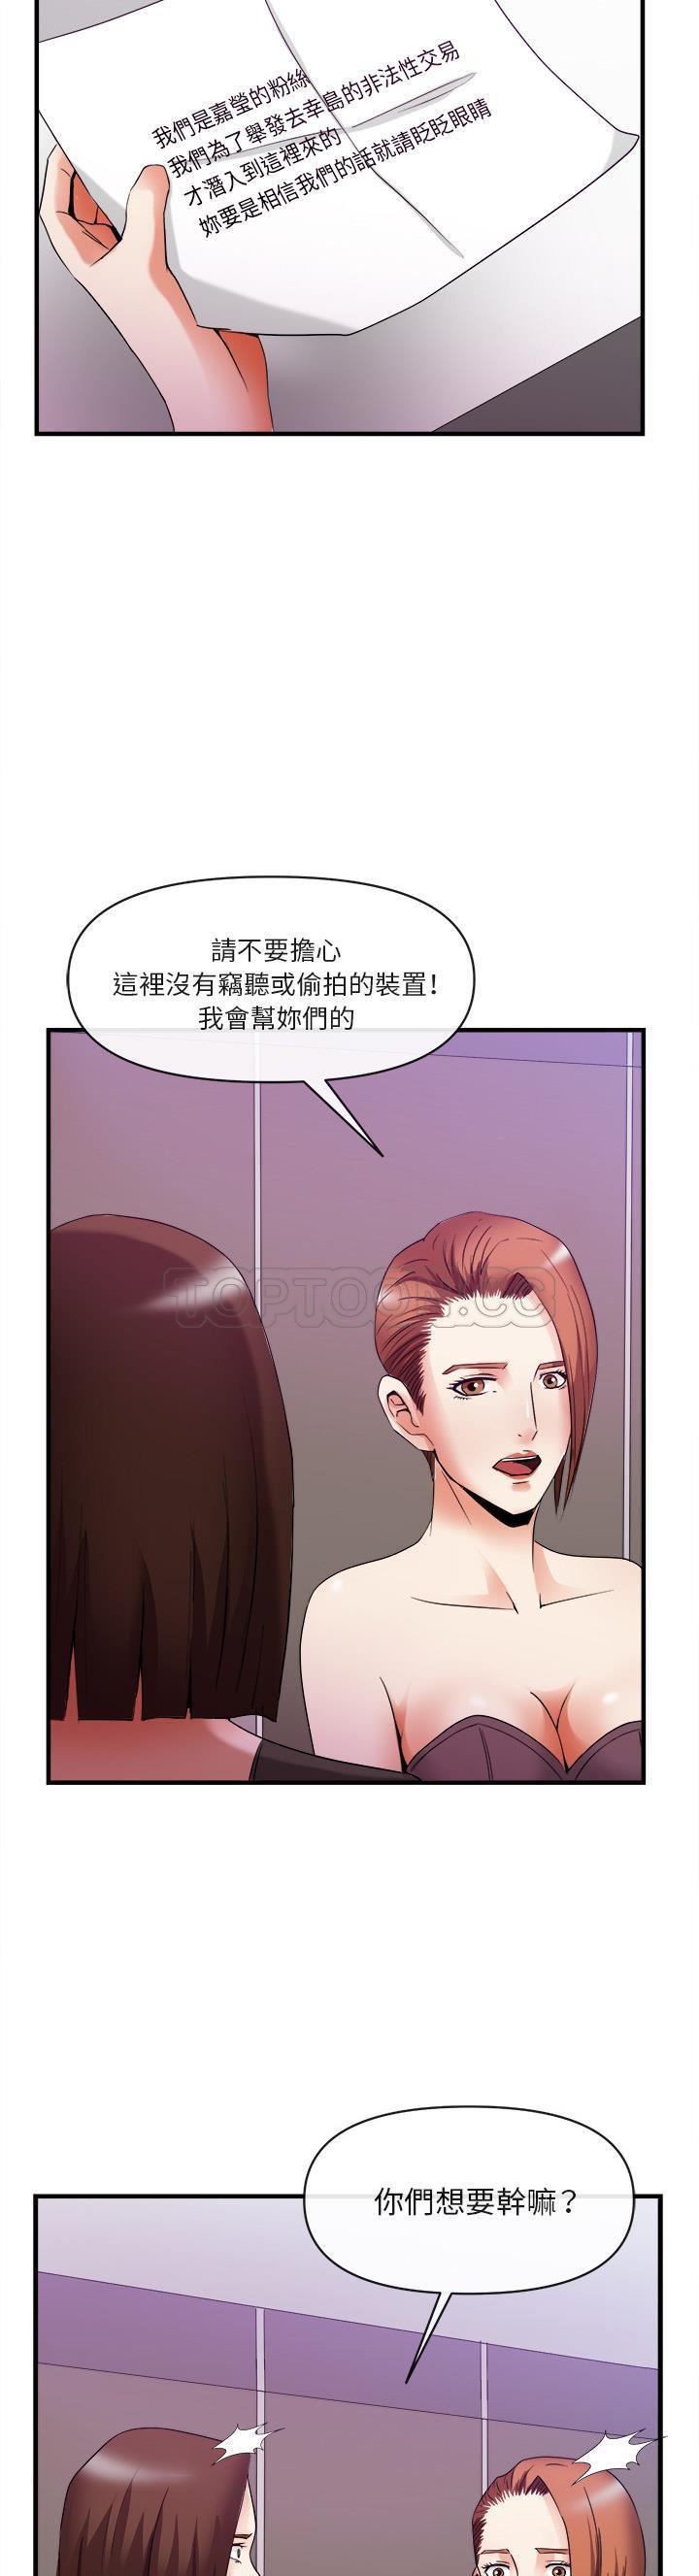 我們是嘉瑩的粉絲
我們為了舉發去幸島的非法性交易
才潛入到這裡來的
妳要是相信我們的話就請眨眨眼睛
請不要擔心
這裡沒有竊聽或偷拍的裝置！
我會幫妳們的
TOPTOON.CC
你們想要幹嘛？